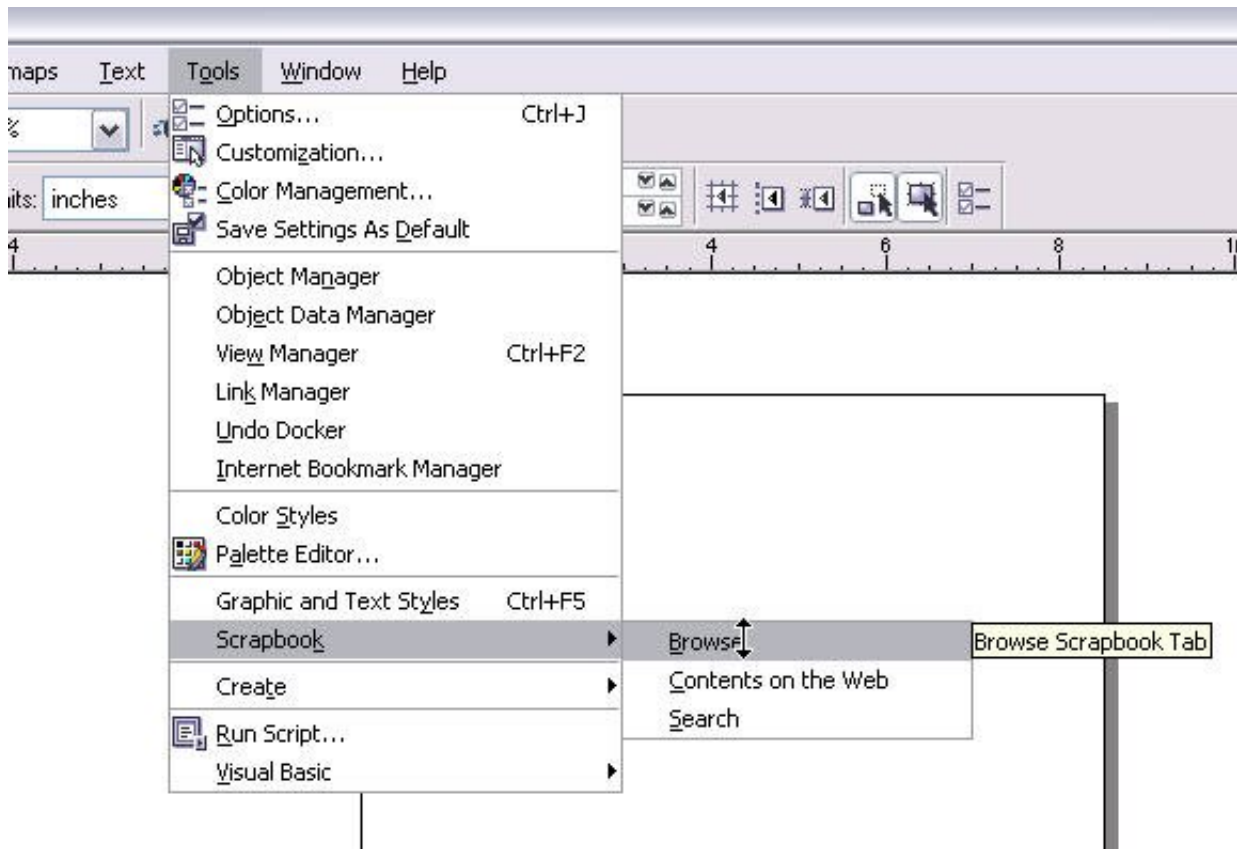 maps Text Tools Window Help
%
Options... Ctrl+J
Customization...
its: inches
Color Management...
Save Settings As Default
4 4 6 8 1
Object Manager
Object Data Manager
View Manager Ctrl+F2
Link Manager
Undo Docker
Internet Bookmark Manager
Color Styles
Palette Editor...
Graphic and Text Styles Ctrl+F5
Scrapbook Browse Browse Scrapbook Tab
Contents on the Web
Create
Search
Run Script...
Visual Basic